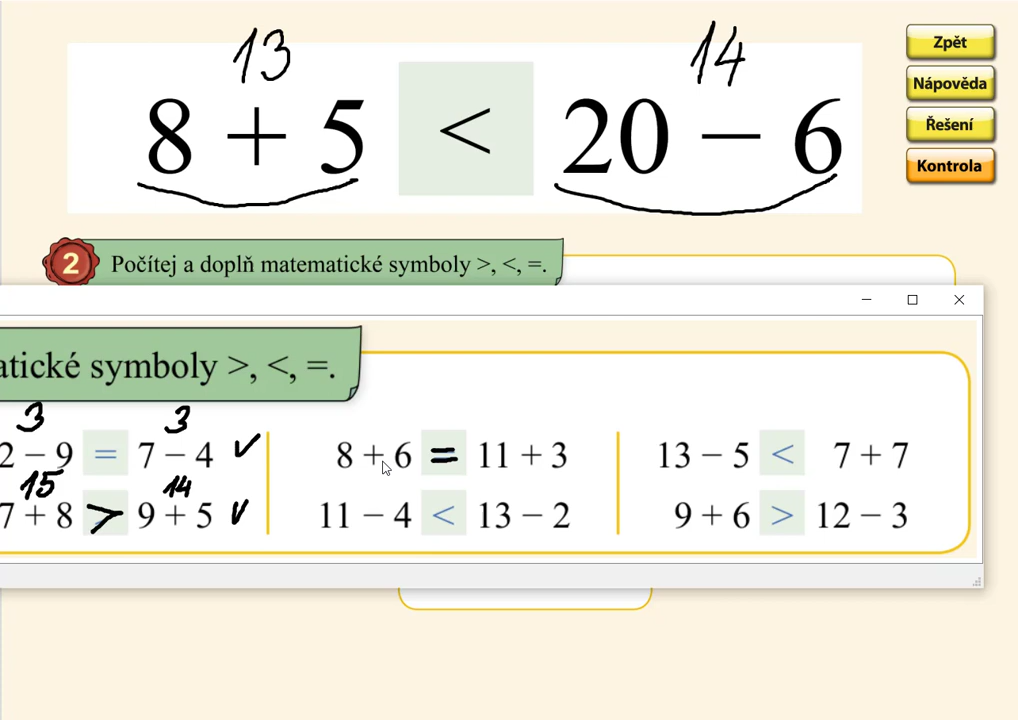 13 14
8 + 5 < 20 − 6
Zpět
Nápověda
Řešení
Kontrola
2 Počítej a doplň matematické symboly >, <, =.
atické symboly >, <, =.
3 3
2 − 9 = 7 − 4 ✓
15 14
7 + 8 > 9 + 5 ✓
8 + 6 = 11 + 3
11 − 4 < 13 − 2
13 − 5 < 7 + 7
9 + 6 > 12 − 3